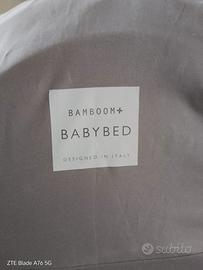 BAMBOOM+
BABYBED
DESIGNED IN ITALY
ZTE Blade A76 5G
subito